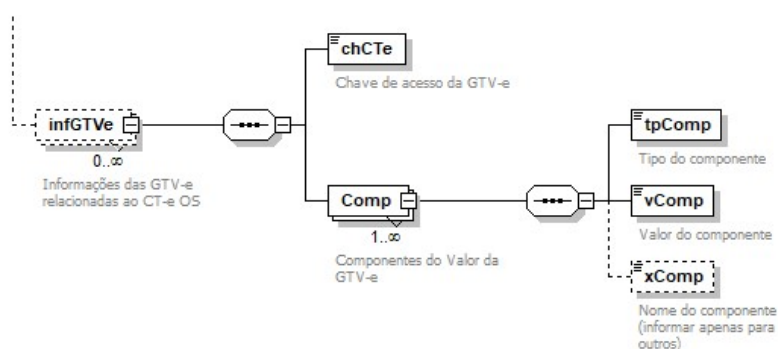 chCTe
Chave de acesso da GTV-e
infGTVe
0..∞
Informações das GTV-e
relacionadas ao CT-e OS
Comp
1..∞
Componentes do Valor da
GTV-e
tpComp
Tipo do componente
vComp
Valor do componente
xComp
Nome do componente
(informar apenas para
outros)